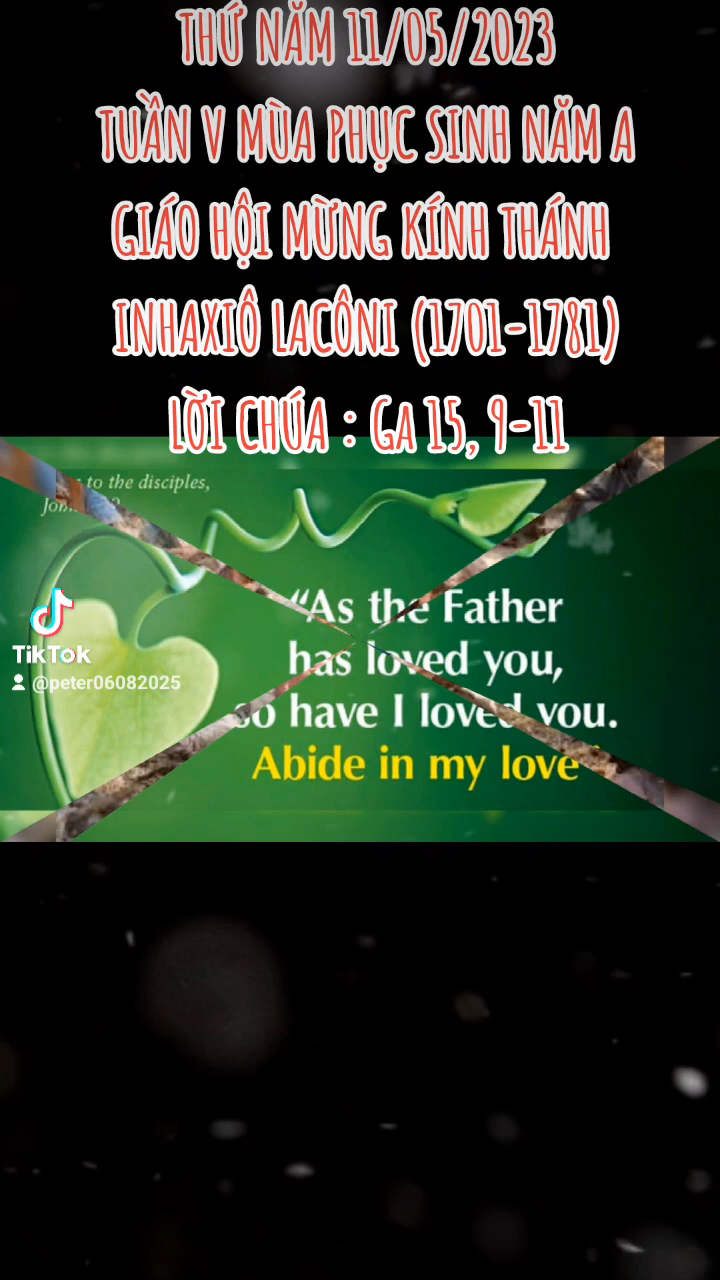 THỨ NĂM 11/05/2023
TUẦN V MÙA PHỤC SINH NĂM A
GIÁO HỘI MỪNG KÍNH THÁNH
INHAXIÔ LACÔNI (1701-1781)
LỜI CHÚA : GA 15, 9-11
to the disciples,
"As the Father
has loved you,
so have I loved you.
Abide in my love"
TikTok
@peter06082025